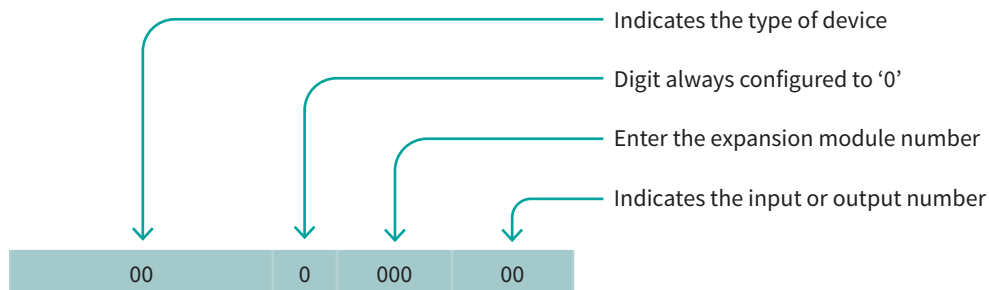 Indicates the type of device
Digit always configured to ‘0’
Enter the expansion module number
Indicates the input or output number
00 0 000 00